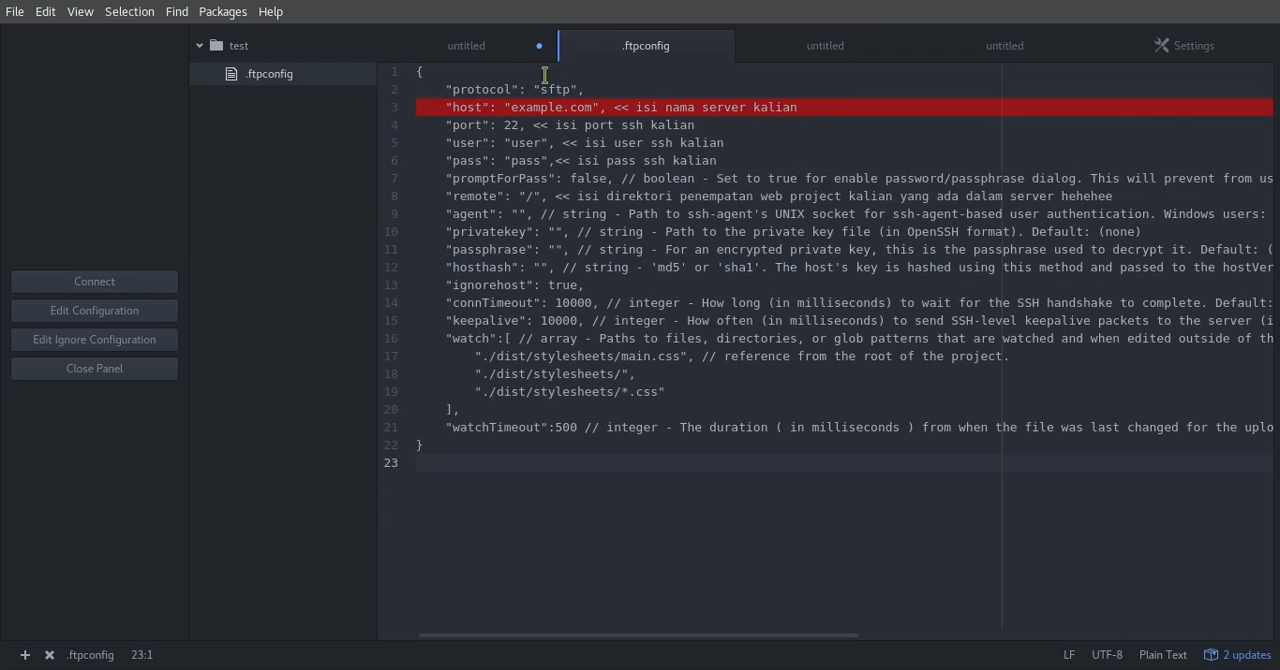 File Edit View Selection Find Packages Help
test
.ftpconfig
untitled
.ftpconfig
untitled
untitled
Settings
Connect
Edit Configuration
Edit Ignore Configuration
Close Panel
1 {
2 "protocol": "sftp",
3 "host": "example.com", << isi nama server kalian
4 "port": 22, << isi port ssh kalian
5 "user": "user", << isi user ssh kalian
6 "pass": "pass",<< isi pass ssh kalian
7 "promptForPass": false, // boolean - Set to true for enable password/passphrase dialog. This will prevent from us
8 "remote": "/", << isi direktori penempatan web project kalian yang ada dalam server hehehee
9 "agent": "", // string - Path to ssh-agent's UNIX socket for ssh-agent-based user authentication. Windows users:
10 "privatekey": "", // string - Path to the private key file (in OpenSSH format). Default: (none)
11 "passphrase": "", // string - For an encrypted private key, this is the passphrase used to decrypt it. Default: (
12 "hosthash": "", // string - 'md5' or 'sha1'. The host's key is hashed using this method and passed to the hostVer
13 "ignorehost": true,
14 "connTimeout": 10000, // integer - How long (in milliseconds) to wait for the SSH handshake to complete. Default:
15 "keepalive": 10000, // integer - How often (in milliseconds) to send SSH-level keepalive packets to the server (i
16 "watch":[ // array - Paths to files, directories, or glob patterns that are watched and when edited outside of th
17 "./dist/stylesheets/main.css", // reference from the root of the project.
18 "./dist/stylesheets/",
19 "./dist/stylesheets/*.css"
20 ],
21 "watchTimeout":500 // integer - The duration ( in milliseconds ) from when the file was last changed for the uplo
22 }
23
.ftpconfig 23:1
LF UTF-8 Plain Text 2 updates